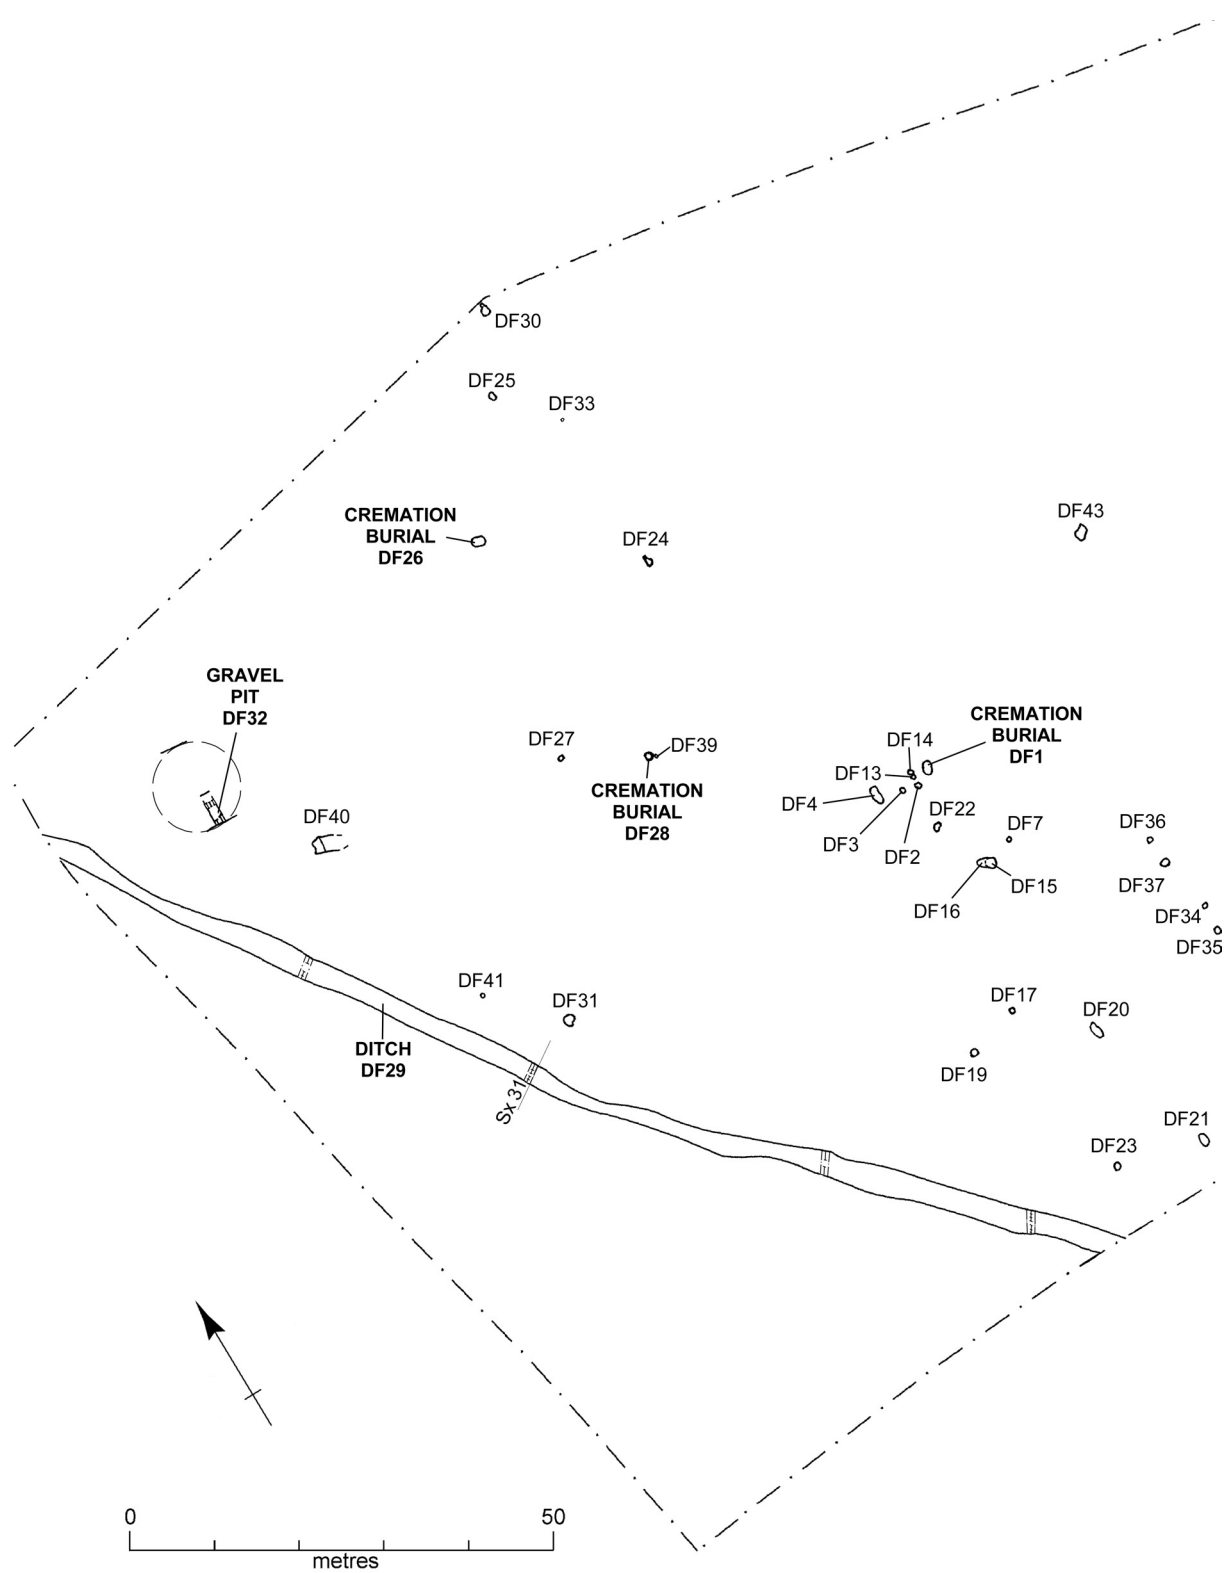 DF30
DF25
DF33
CREMATION
BURIAL
DF26
DF24
DF43
GRAVEL
PIT
DF32
DF27
DF39
CREMATION
BURIAL
DF28
DF14
CREMATION
BURIAL
DF1
DF13
DF4
DF3
DF2
DF22
DF7
DF36
DF40
DF16
DF15
DF37
DF34
DF35
DF41
DF31
DITCH
DF29
Sx 31
DF17
DF20
DF19
DF21
DF23
0
50
metres